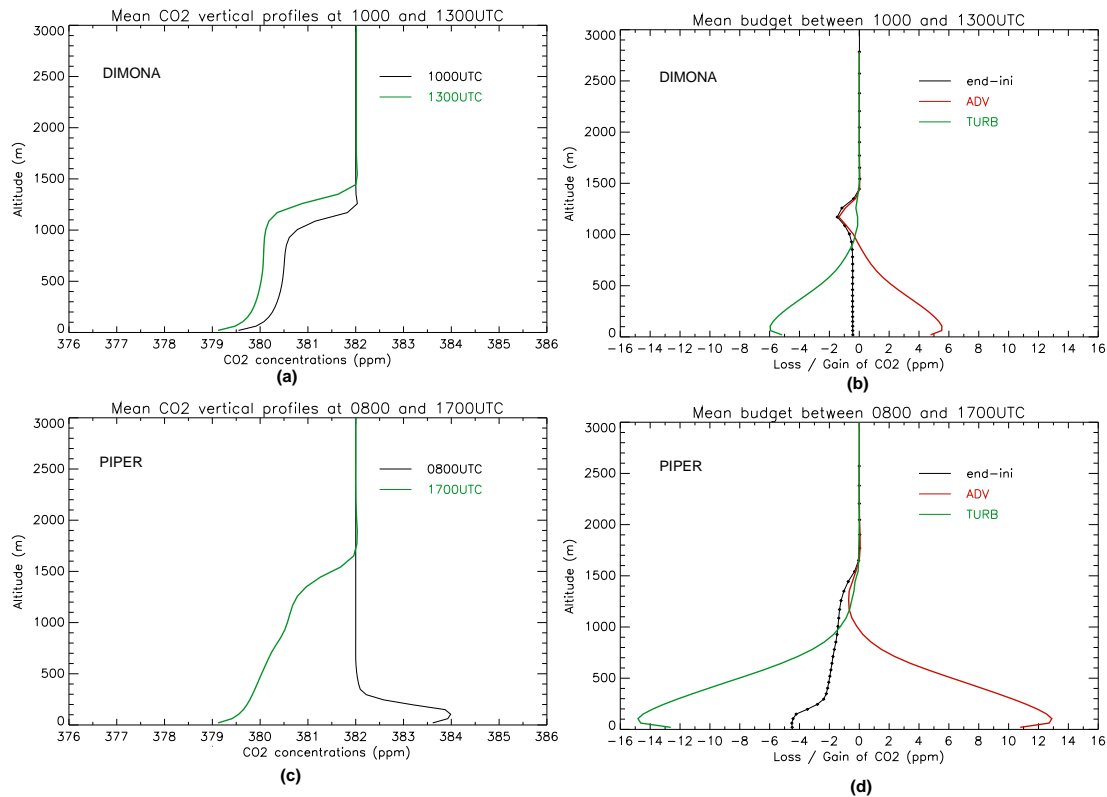 Mean CO2 vertical profiles at 1000 and 1300UTC
3000
2500
2000
1500
1000
500
0
Altitude (m)
DIMONA
1000UTC
1300UTC
376 377 378 379 380 381 382 383 384 385 386
CO2 concentrations (ppm)
(a)
Mean budget between 1000 and 1300UTC
3000
2500
2000
1500
1000
500
0
Altitude (m)
DIMONA
end-ini
ADV
TURB
-16 -14 -12 -10 -8 -6 -4 -2 0 2 4 6 8 10 12 14 16
Loss / Gain of CO2 (ppm)
(b)
Mean CO2 vertical profiles at 0800 and 1700UTC
3000
2500
2000
1500
1000
500
0
Altitude (m)
PIPER
0800UTC
1700UTC
376 377 378 379 380 381 382 383 384 385 386
CO2 concentrations (ppm)
(c)
Mean budget between 0800 and 1700UTC
3000
2500
2000
1500
1000
500
0
Altitude (m)
PIPER
end-ini
ADV
TURB
-16 -14 -12 -10 -8 -6 -4 -2 0 2 4 6 8 10 12 14 16
Loss / Gain of CO2 (ppm)
(d)